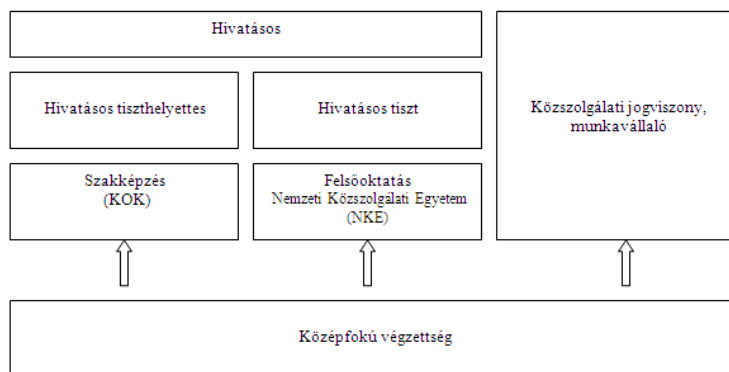 Hivatásos
Hivatásos tiszthelyettes
Hivatásos tiszt
Közszolgálati jogviszony,
munkavállaló
Szakképzés
(KOK)
Felsőoktatás
Nemzeti Közszolgálati Egyetem
(NKE)
Középfokú végzettség